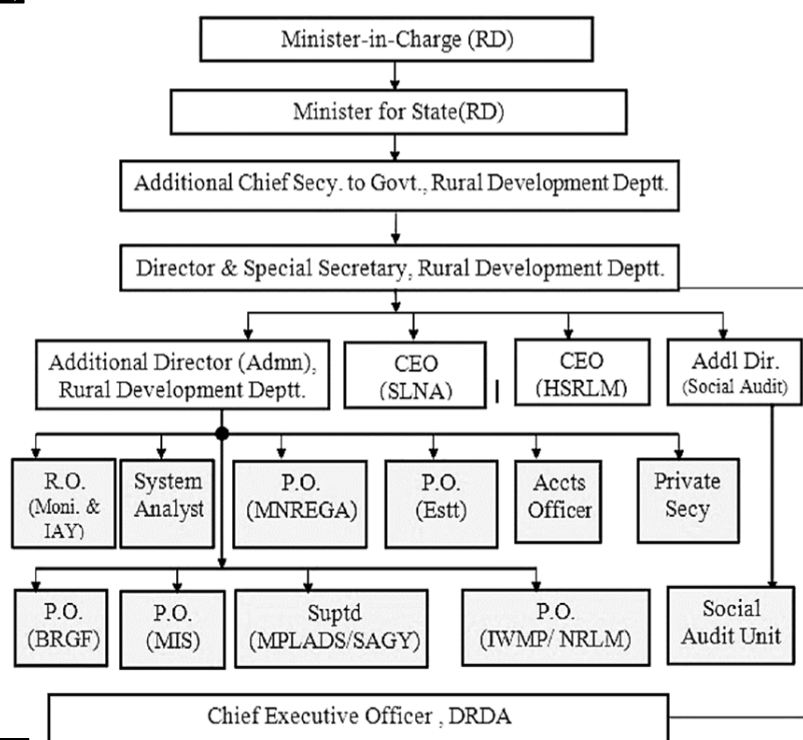 Minister-in-Charge (RD)
Minister for State(RD)
Additional Chief Secy. to Govt., Rural Development Deptt.
Director & Special Secretary, Rural Development Deptt.
Additional Director (Admn),
Rural Development Deptt.
CEO
(SLNA)
CEO
(HSRLM)
Addl Dir.
(Social Audit)
R.O.
(Moni. &
IAY)
System
Analyst
P.O.
(MNREGA)
P.O.
(Estt)
Accts
Officer
Private
Secy
P.O.
(BRGF)
P.O.
(MIS)
Suptd
(MPLADS/SAGY)
P.O.
(IWMP/ NRLM)
Social
Audit Unit
Chief Executive Officer , DRDA